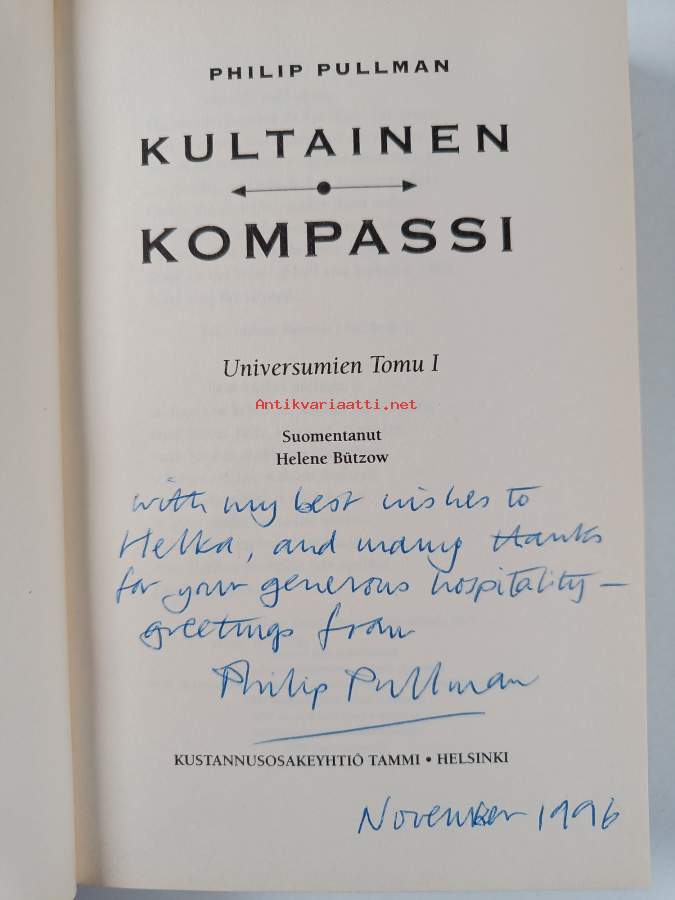 PHILIP PULLMAN
KULTAINEN
KOMPASSI
Universumien Tomu I
Antikvariaatti.net
Suomentanut
Helene Bützow
with my best wishes to
Helka, and many thanks
for your generous hospitality —
greetings from
Philip Pullman
KUSTANNUSOSAKEYHTIÖ TAMMI • HELSINKI
November 1996